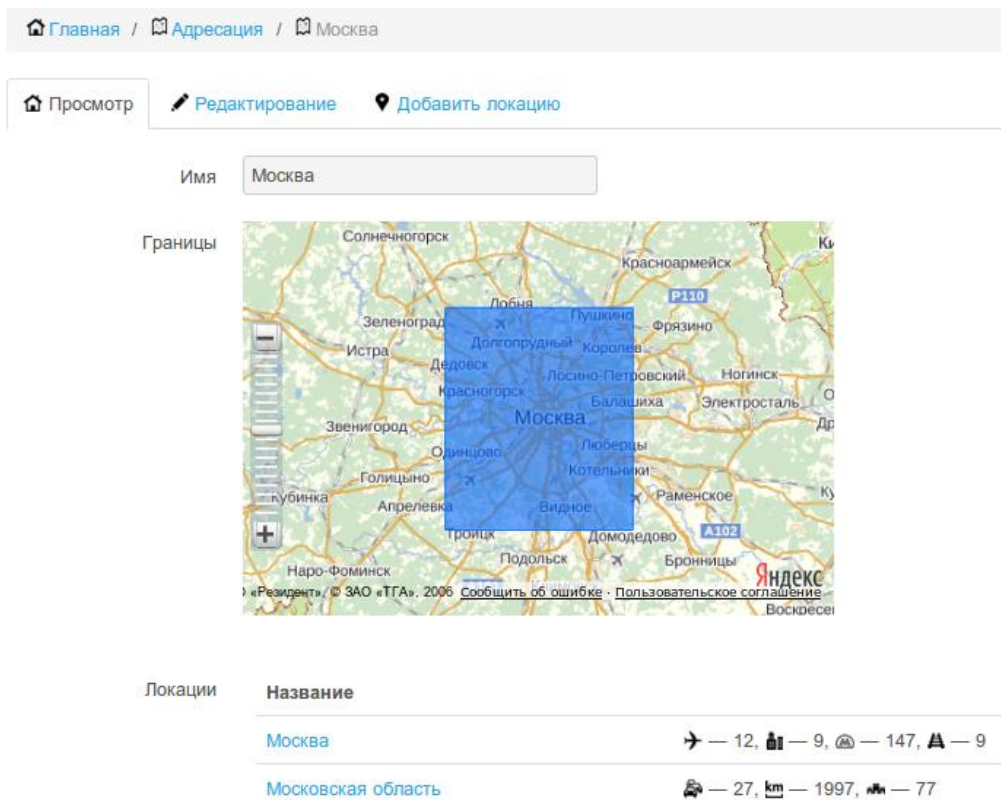 Главная / Адресация / Москва
Просмотр Редактирование Добавить локацию
Имя Москва
Границы
Солнечногорск
Красноармейск
Р110
Лобня
Пушкино
Зеленоград
Фрязино
Долгопрудный
Королев
Истра
Дедовск
Лосино-Петровский
Ногинск
Красногорск
Балашиха
Электросталь
Москва
Звенигород
Люберцы
Одинцово
Котельники
Голицыно
Кубинка
Раменское
Апрелевка
Видное
А102
Троицк
Домодедово
Подольск
Бронницы
Наро-Фоминск
Яндекс
«Резидент», © ЗАО «ТГА», 2006 Сообщить об ошибке · Пользовательское соглашение
Локации Название
Москва — 12, — 9, — 147, — 9
Московская область — 27, km — 1997, — 77